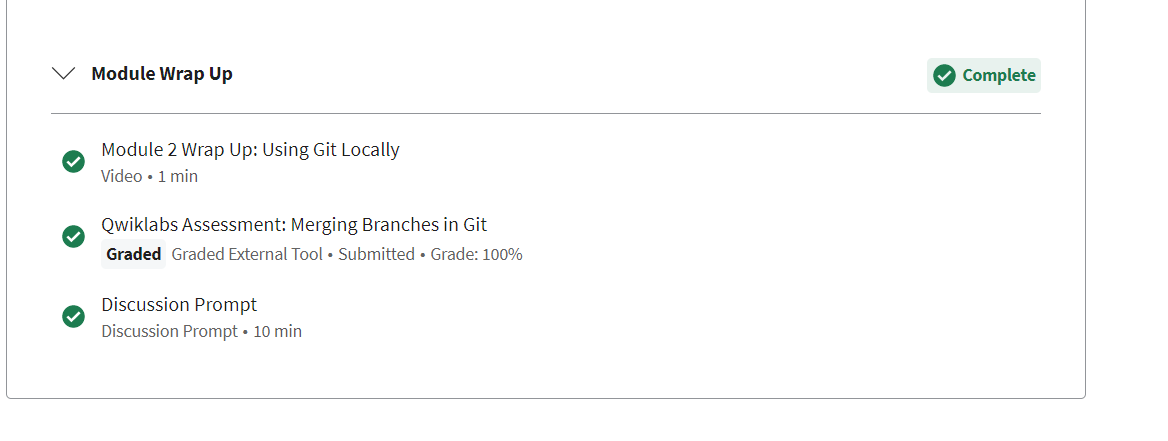 Module Wrap Up
Complete
Module 2 Wrap Up: Using Git Locally
Video • 1 min
Qwiklabs Assessment: Merging Branches in Git
Graded Graded External Tool • Submitted • Grade: 100%
Discussion Prompt
Discussion Prompt • 10 min